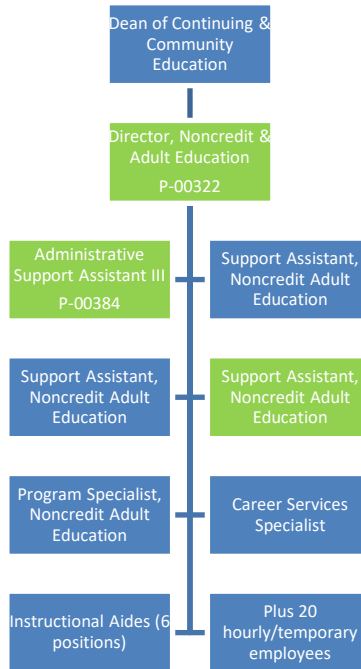 Dean of Continuing &
Community
Education
Director, Noncredit &
Adult Education
P-00322
Administrative
Support Assistant III
P-00384
Support Assistant,
Noncredit Adult
Education
Support Assistant,
Noncredit Adult
Education
Support Assistant,
Noncredit Adult
Education
Program Specialist,
Noncredit Adult
Education
Career Services
Specialist
Instructional Aides (6
positions)
Plus 20
hourly/temporary
employees